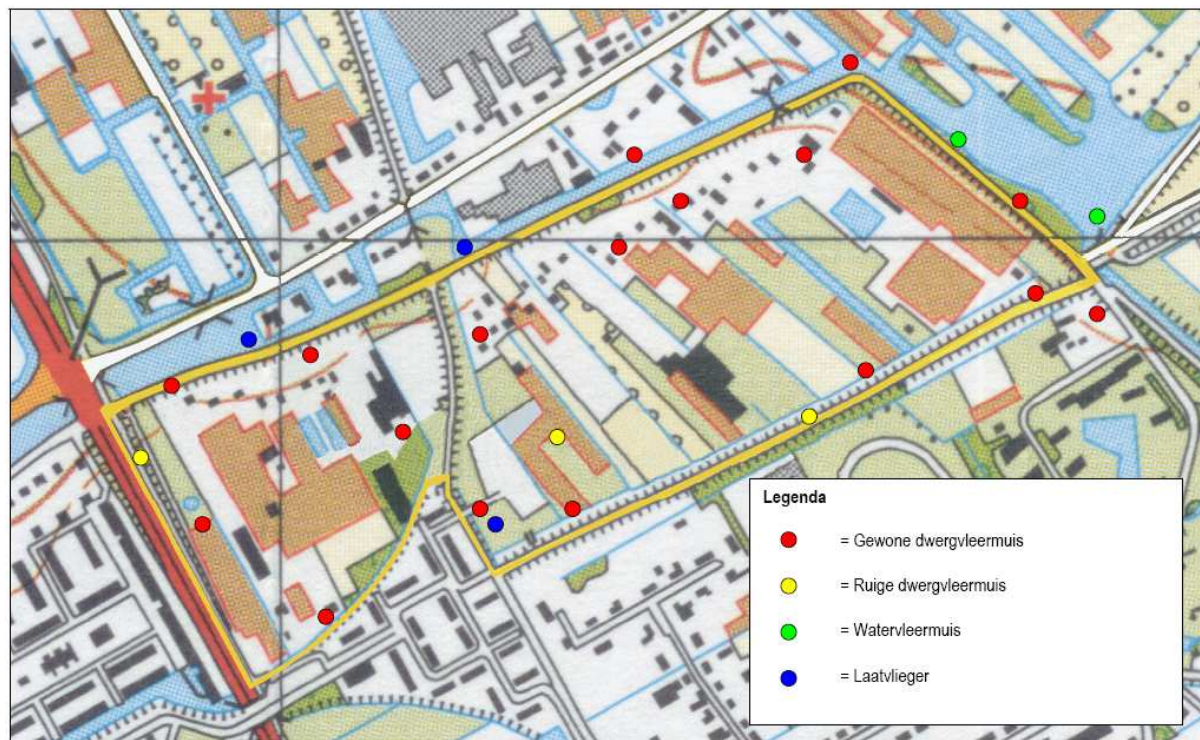 Legenda
= Gewone dwergvleermuis
= Ruige dwergvleermuis
= Watervleermuis
= Laatvlieger